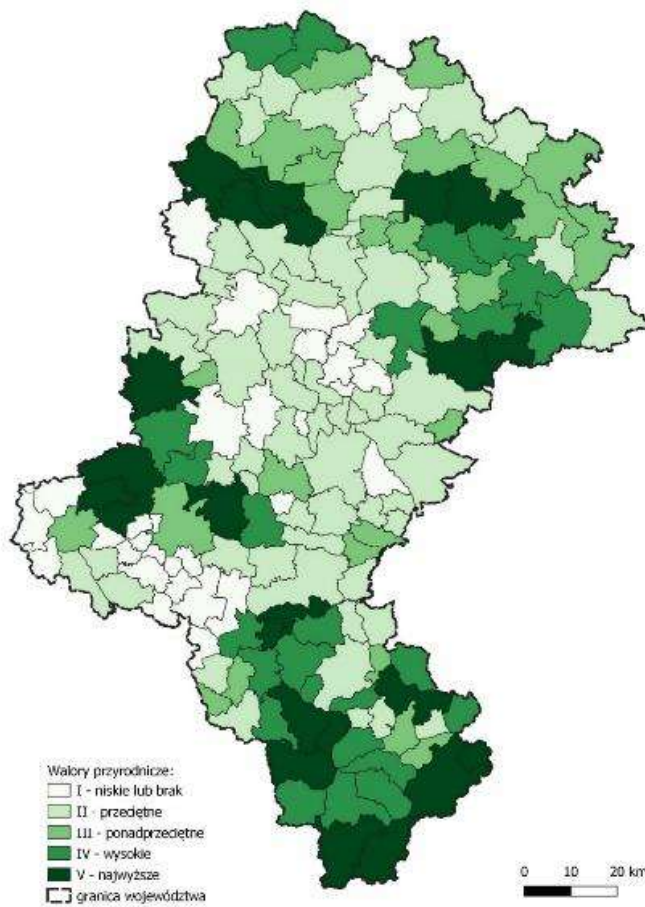 Walory przyrodnicze:
I - niskie lub brak
II - przeciętne
III - ponadprzeciętne
IV - wysokie
V - najwyższe
granica województwa
0 10 20 km